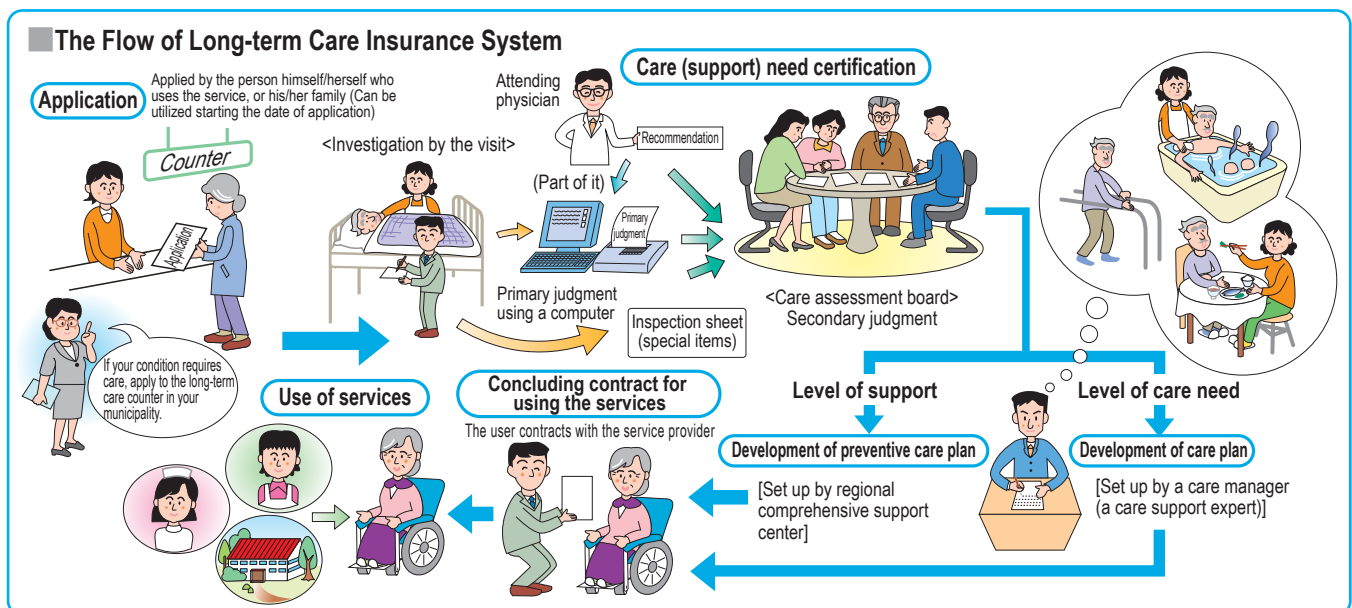 The Flow of Long-term Care Insurance System
Application
Applied by the person himself/herself who
uses the service, or his/her family (Can be
utilized starting the date of application)
Counter
Application
If your condition requires
care, apply to the long-term
care counter in your
municipality.
<Investigation by the visit>
Attending
physician
Recommendation
(Part of it)
Primary
judgment
Primary judgment
using a computer
Inspection sheet
(special items)
Care (support) need certification
<Care assessment board>
Secondary judgment
Level of support
Development of preventive care plan
[Set up by regional
comprehensive support
center]
Level of care need
Development of care plan
[Set up by a care manager
(a care support expert)]
Concluding contract for
using the services
The user contracts with the service provider
Use of services